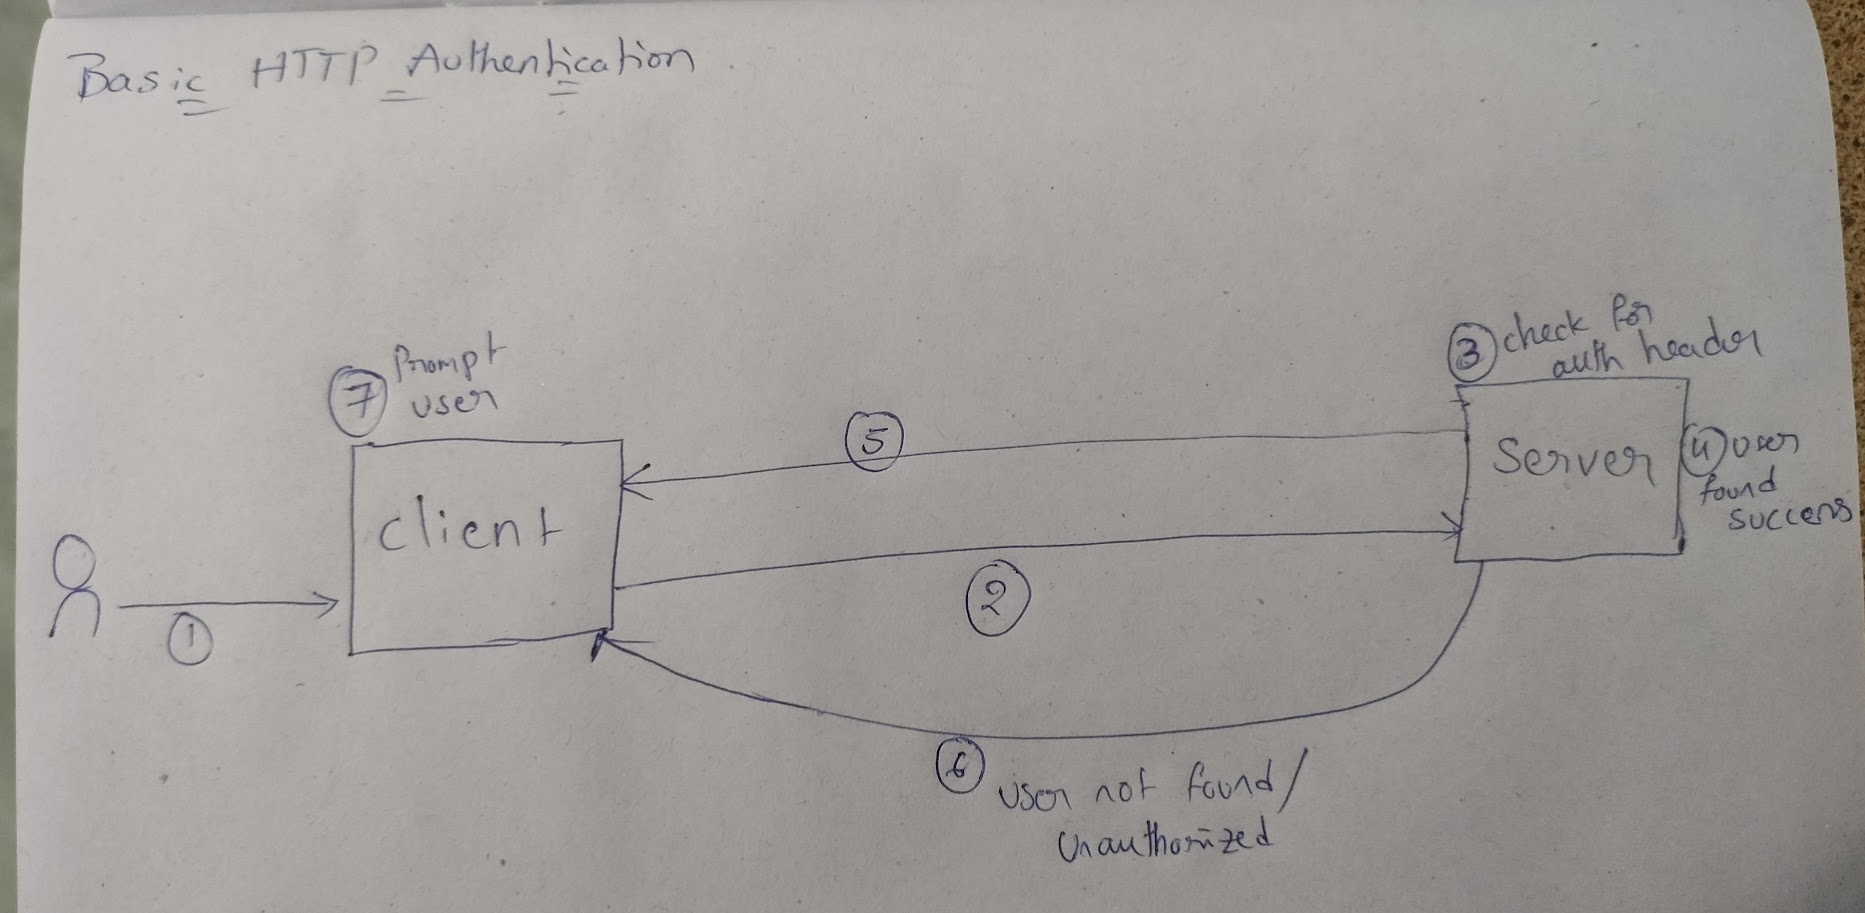 Basic HTTP Authentication
7 Prompt
user
client
1
5
2
3 check for
auth header
server
4 user
found
success
6 user not found/
Unauthorized